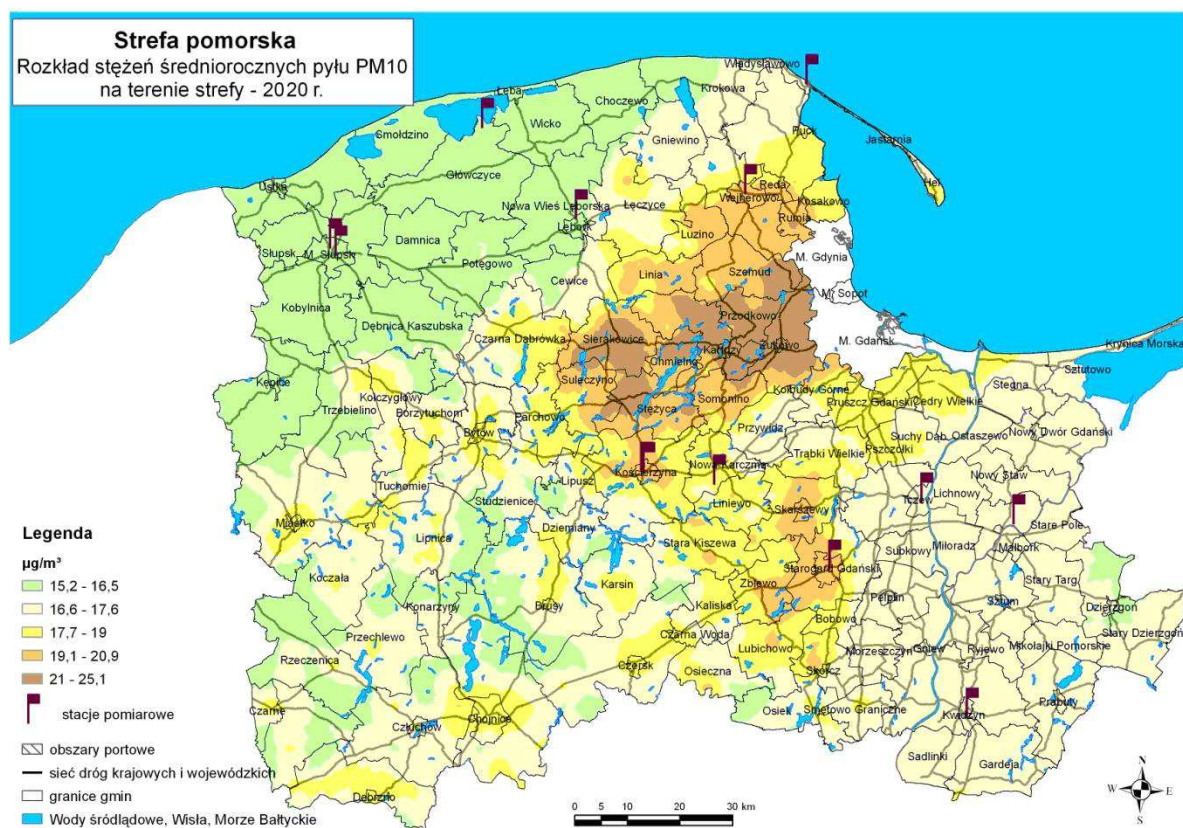 Strefa pomorska
Rozkład stężeń średniorocznych pyłu PM10
na terenie strefy - 2020 r.
Władysławowo
Łeba
Krokowa
Choczewo
Wicko
Smołdzino
Gniewino
Puck
Jastarnia
Główczyce
Ustka
Reda
Hel
Wejherowo
Kosakowo
Nowa Wieś Lęborska
Łęczyce
Rumia
Lębork
Luzino
Damnica
Słupsk
M. Słupsk
M. Gdynia
Potęgowo
Linia
Szemud
Cewice
M. Sopot
Kobylnica
Przodkowo
Dębnica Kaszubska
Czarna Dąbrówka
Sierakowice
M. Gdańsk
Kartuzy
Żukowo
Krynica Morska
Chmielno
Sztutowo
Kępice
Sulęczyno
Stegna
Kolbudy Górne
Kołczygłowy
Somonino
Pruszcz Gdański
Cedry Wielkie
Trzebielino
Borzytuchom
Parchowo
Stężyca
Przywidz
Bytów
Suchy Dąb
Ostaszewo
Nowy Dwór Gdański
Trąbki Wielkie
Pszczółki
Kościerzyna
Nowa Karczma
Lipusz
Nowy Staw
Tuchomie
Studzienice
Tczew
Lichnowy
Liniewo
Skarszewy
Miastko
Dziemiany
Stare Pole
Lipnica
Stara Kiszewa
Subkowy
Miłoradz
Malbork
Starogard Gdański
Koczała
Karsin
Zblewo
Stary Targ
Konarzyny
Brusy
Kaliska
Pelplin
Sztum
Dzierzgoń
Bobowo
Przechlewo
Czarna Woda
Stary Dzierzgoń
Lubichowo
Morzeszczyn
Gniew
Ryjewo
Mikołajki Pomorskie
Rzeczenica
Czersk
Osieczna
Skórcz
Czarne
Chojnice
Osiek
Smętowo Graniczne
Kwidzyn
Prabuty
Człuchów
Sadlinki
Gardeja
Debrzno
Legenda
µg/m³
15,2 - 16,5
16,6 - 17,6
17,7 - 19
19,1 - 20,9
21 - 25,1
stacje pomiarowe
obszary portowe
sieć dróg krajowych i wojewódzkich
granice gmin
Wody śródlądowe, Wisła, Morze Bałtyckie
0 5 10 20 30 km
N
W E
S